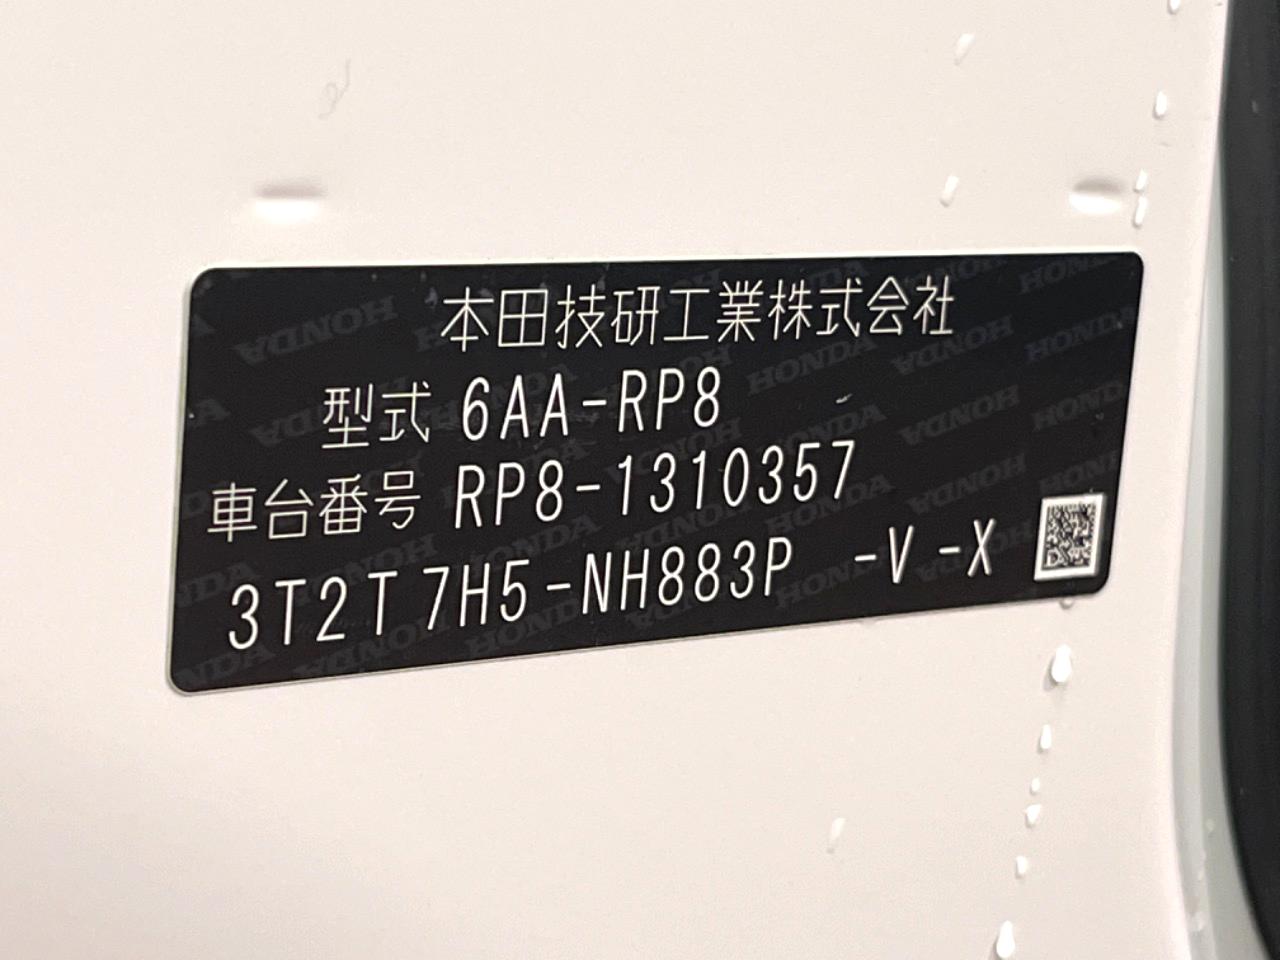 本田技研工業株式会社
型式 6AA-RP8
車台番号 RP8-1310357
3T2T 7H5-NH883P -V -X